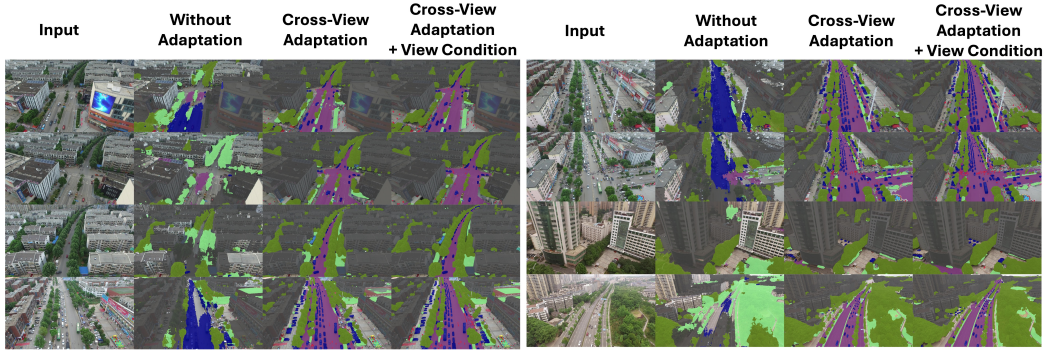 Input
Without
Adaptation
Cross-View
Adaptation
Cross-View
Adaptation
+ View Condition
Input
Without
Adaptation
Cross-View
Adaptation
Cross-View
Adaptation
+ View Condition